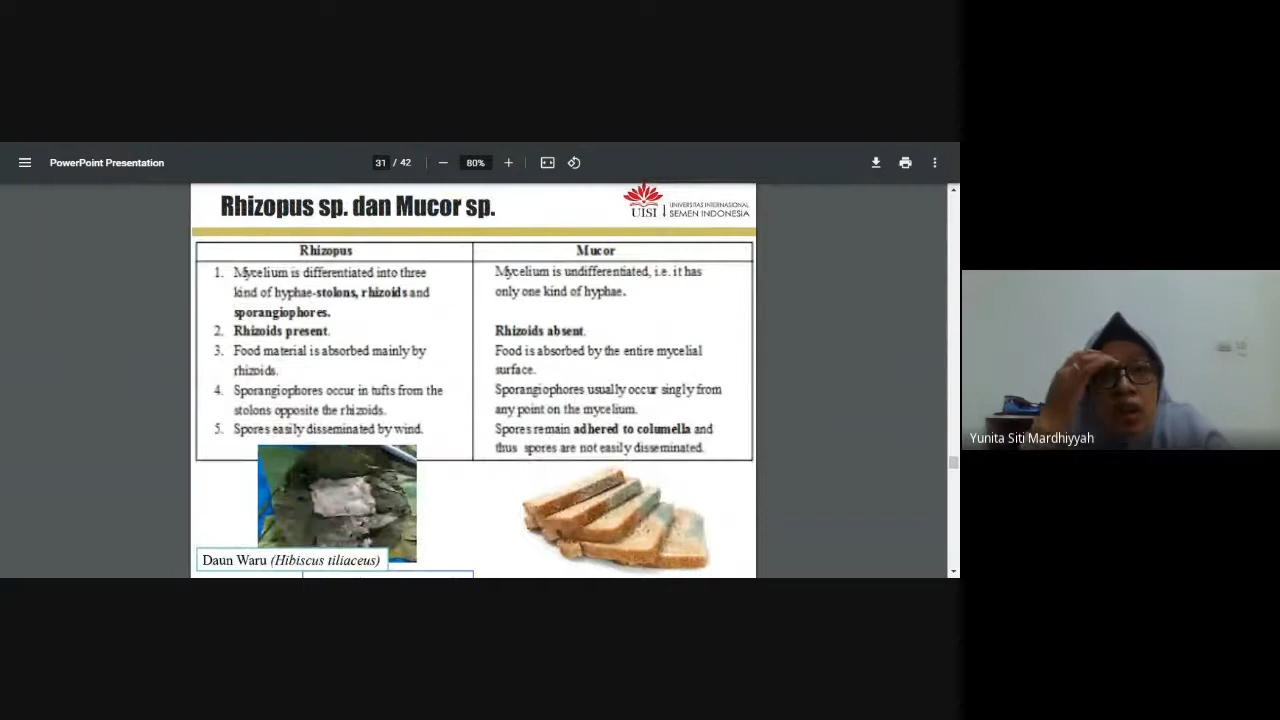 PowerPoint Presentation
31 / 42
80%
Rhizopus sp. dan Mucor sp.
UISI
UNIVERSITAS INTERNASIONAL
SEMEN INDONESIA
Rhizopus
Mucor
1. Mycelium is differentiated into three
kind of hyphae-stolons, rhizoids and
sporangiophores.
Mycelium is undifferentiated, i.e. it has
only one kind of hyphae.
2. Rhizoids present.
Rhizoids absent.
3. Food material is absorbed mainly by
rhizoids.
Food is absorbed by the entire mycelial
surface.
4. Sporangiophores occur in tufts from the
stolons opposite the rhizoids.
Sporangiophores usually occur singly from
any point on the mycelium.
5. Spores easily disseminated by wind.
Spores remain adhered to columella and
thus spores are not easily disseminated.
Daun Waru (Hibiscus tiliaceus)
Yunita Siti Mardhiyyah